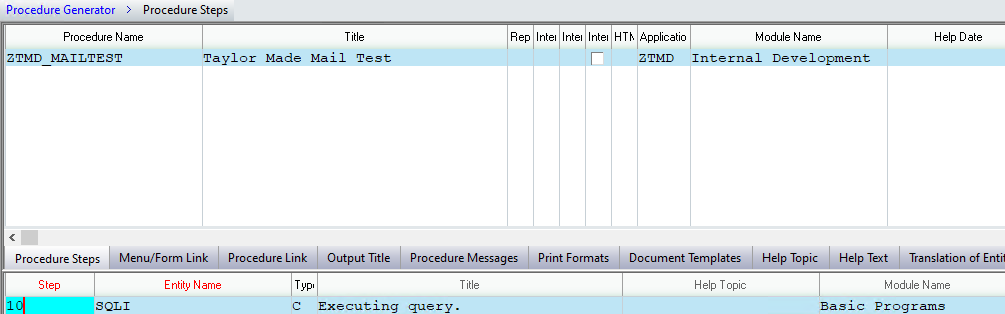 Procedure Generator > Procedure Steps
Procedure Name Title Rep Inter Inter Inter HTM Applicatio Module Name Help Date
ZTMD_MAILTEST Taylor Made Mail Test ZTMD Internal Development
Procedure Steps Menu/Form Link Procedure Link Output Title Procedure Messages Print Formats Document Templates Help Topic Help Text Translation of Enti
Step Entity Name Type Title Help Topic Module Name
10 SQLI C Executing query. Basic Programs